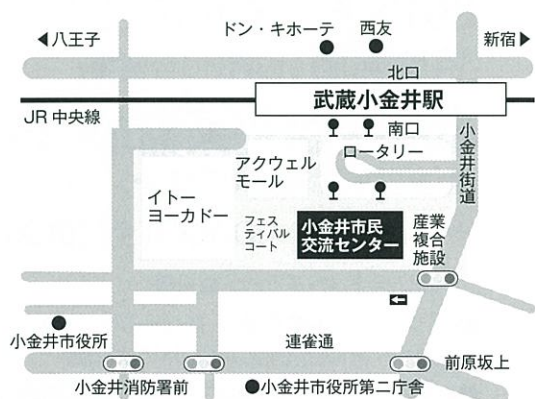 ドン・キホーテ
西友
◀八王子
新宿▶
北口
武蔵小金井駅
JR 中央線
南口
ロータリー
小金井街道
アクウェル
モール
イトー
ヨーカドー
フェス
ティバル
コート
小金井市民
交流センター
産業
複合
施設
小金井市役所
連雀通
前原坂上
小金井消防署前
●小金井市役所第二庁舎